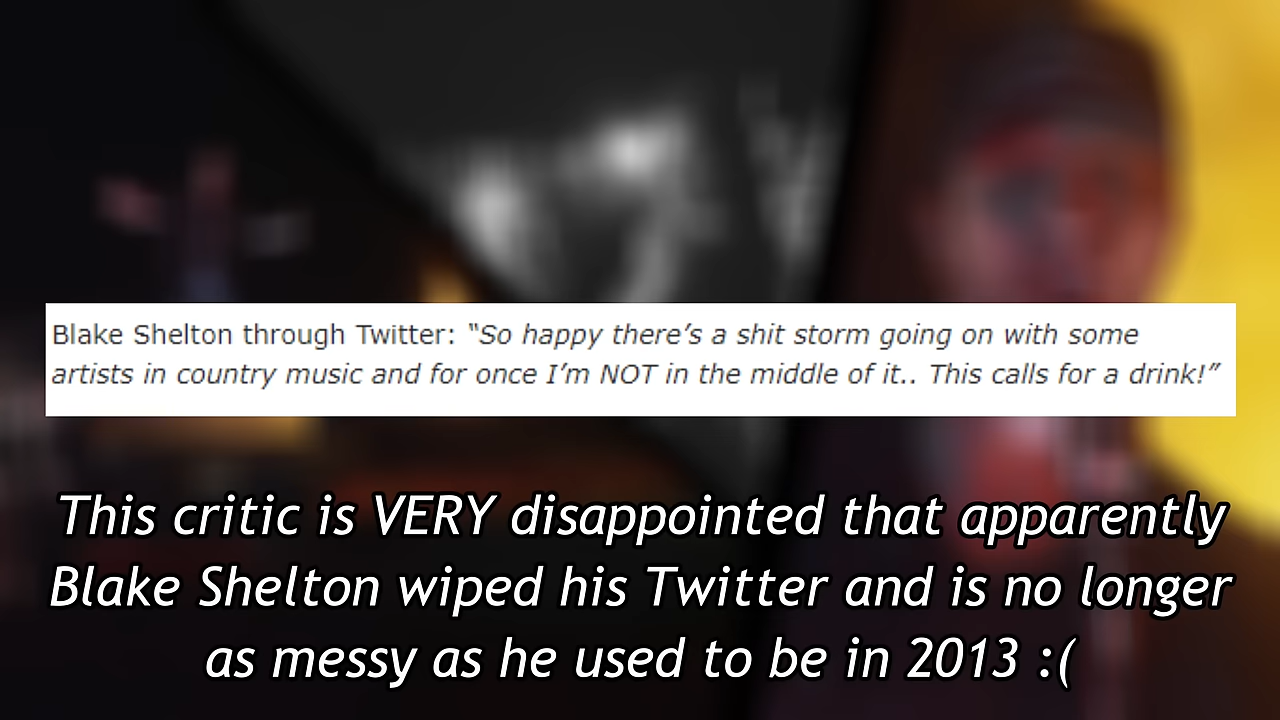 Blake Shelton through Twitter: “So happy there’s a shit storm going on with some
artists in country music and for once I’m NOT in the middle of it.. This calls for a drink!”
This critic is VERY disappointed that apparently
Blake Shelton wiped his Twitter and is no longer
as messy as he used to be in 2013 :(